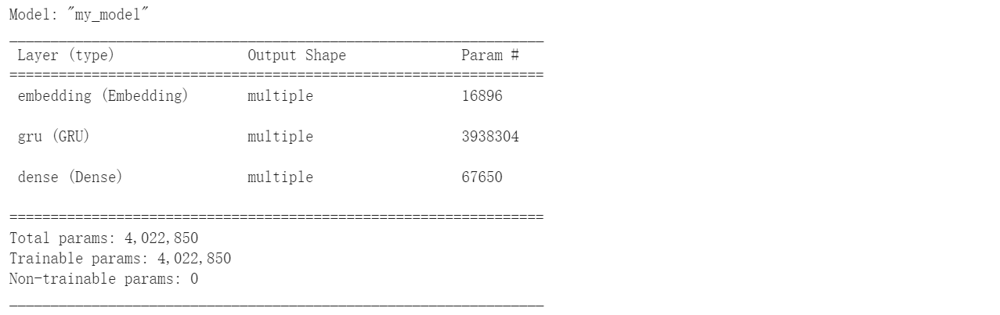 Model: "my_model"
_________________________________________________________________
Layer (type) Output Shape Param #
=================================================================
embedding (Embedding) multiple 16896
gru (GRU) multiple 3938304
dense (Dense) multiple 67650
=================================================================
Total params: 4,022,850
Trainable params: 4,022,850
Non-trainable params: 0
_________________________________________________________________